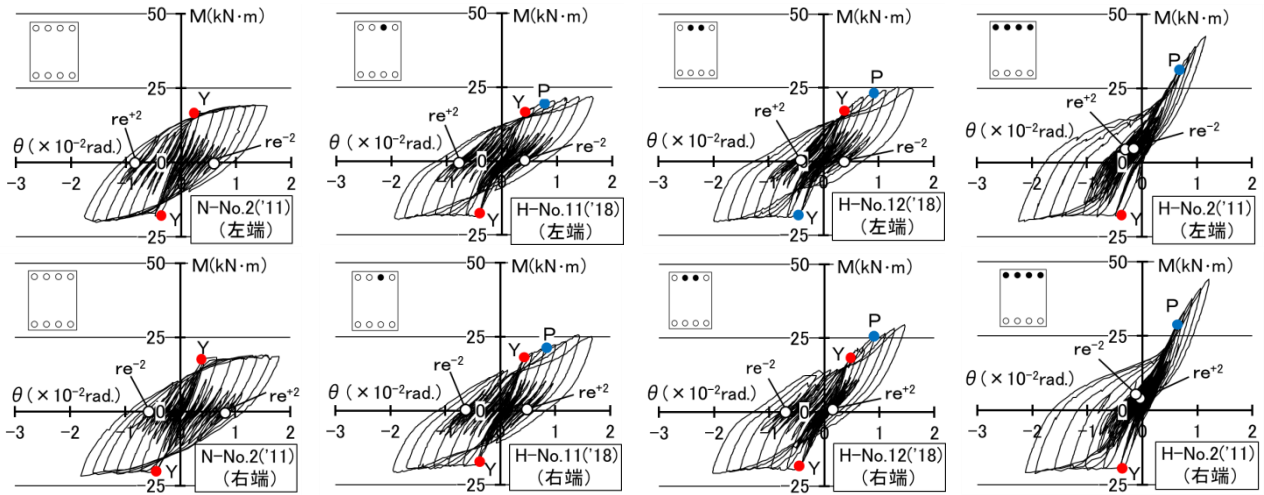 50
M(kN·m)
25
Y
re⁺²
re⁻²
θ(×10⁻²rad.)
0
-3
-2
-1
1
2
Y
25
N-No.2('11)
(左端)
50
M(kN·m)
25
P
Y
re⁺²
re⁻²
θ(×10⁻²rad.)
0
-3
-2
-1
0
1
2
Y
25
H-No.11('18)
(左端)
50
M(kN·m)
25
P
Y
re⁺²
re⁻²
θ(×10⁻²rad.)
0
-3
-2
-1
0
1
2
Y
25
H-No.12('18)
(左端)
50
M(kN·m)
P
25
re⁺²
re⁻²
θ(×10⁻²rad.)
-3
-2
-1
0
1
2
Y
25
H-No.2('11)
(左端)
50
M(kN·m)
25
Y
re⁻²
re⁺²
θ(×10⁻²rad.)
0
-3
-2
-1
1
2
Y
25
N-No.2('11)
(右端)
50
M(kN·m)
25
P
Y
re⁻²
re⁺²
θ(×10⁻²rad.)
0
-3
-2
-1
0
1
2
Y
25
H-No.11('18)
(右端)
50
M(kN·m)
P
25
Y
re⁻²
re⁺²
θ(×10⁻²rad.)
0
-3
-2
-1
0
1
2
Y
25
H-No.12('18)
(右端)
50
M(kN·m)
P
25
re⁻²
re⁺²
θ(×10⁻²rad.)
-3
-2
-1
0
1
2
Y
25
H-No.2('11)
(右端)